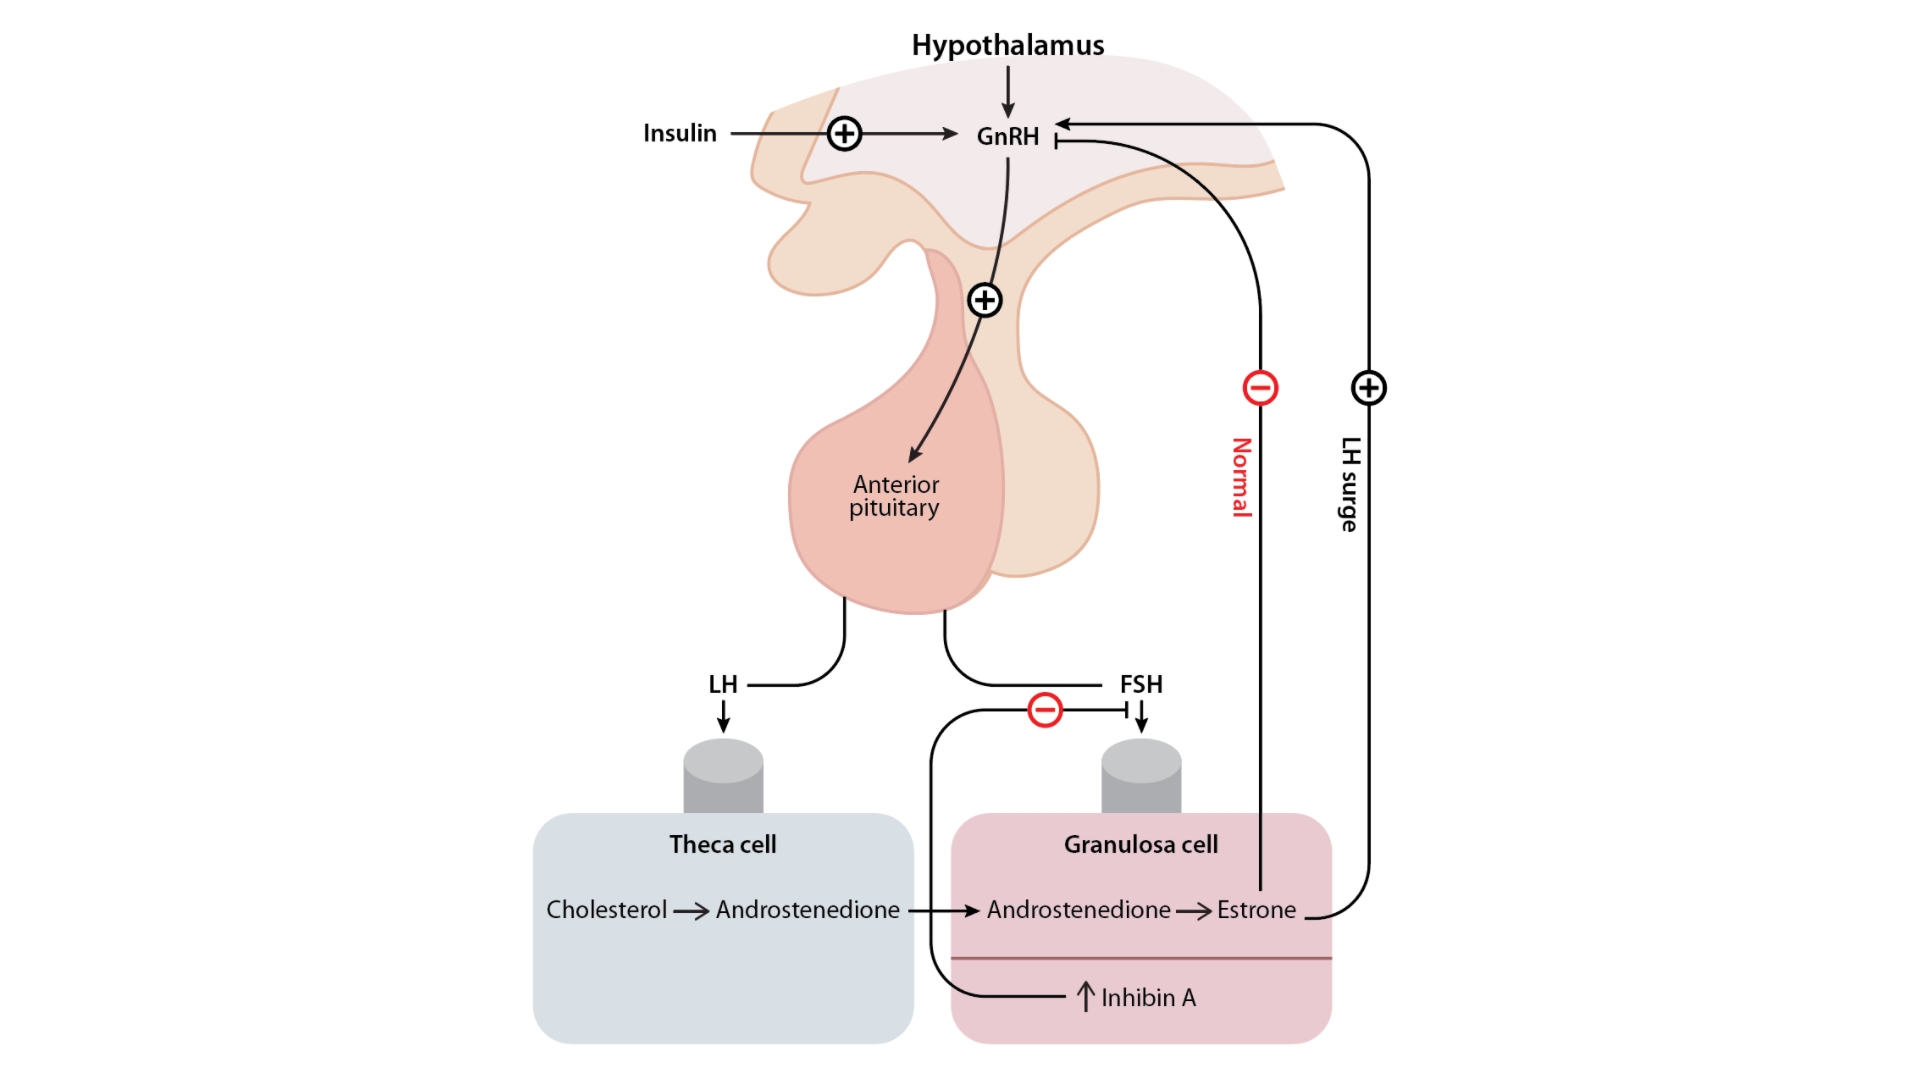 Hypothalamus
Insulin
GnRH
Anterior
pituitary
Normal
LH surge
LH
FSH
Theca cell
Granulosa cell
Cholesterol → Androstenedione → Androstenedione → Estrone
↑ Inhibin A